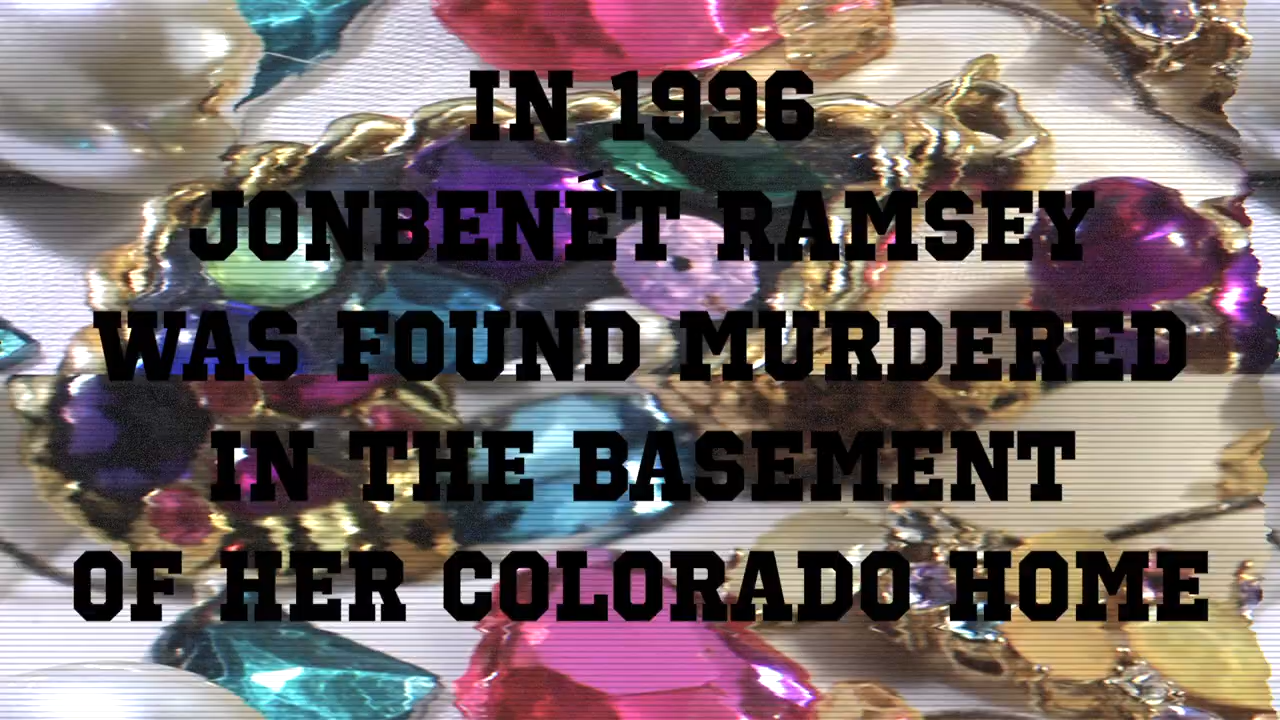 IN 1996
JONBENÉT RAMSEY
WAS FOUND MURDERED
IN THE BASEMENT
OF HER COLORADO HOME